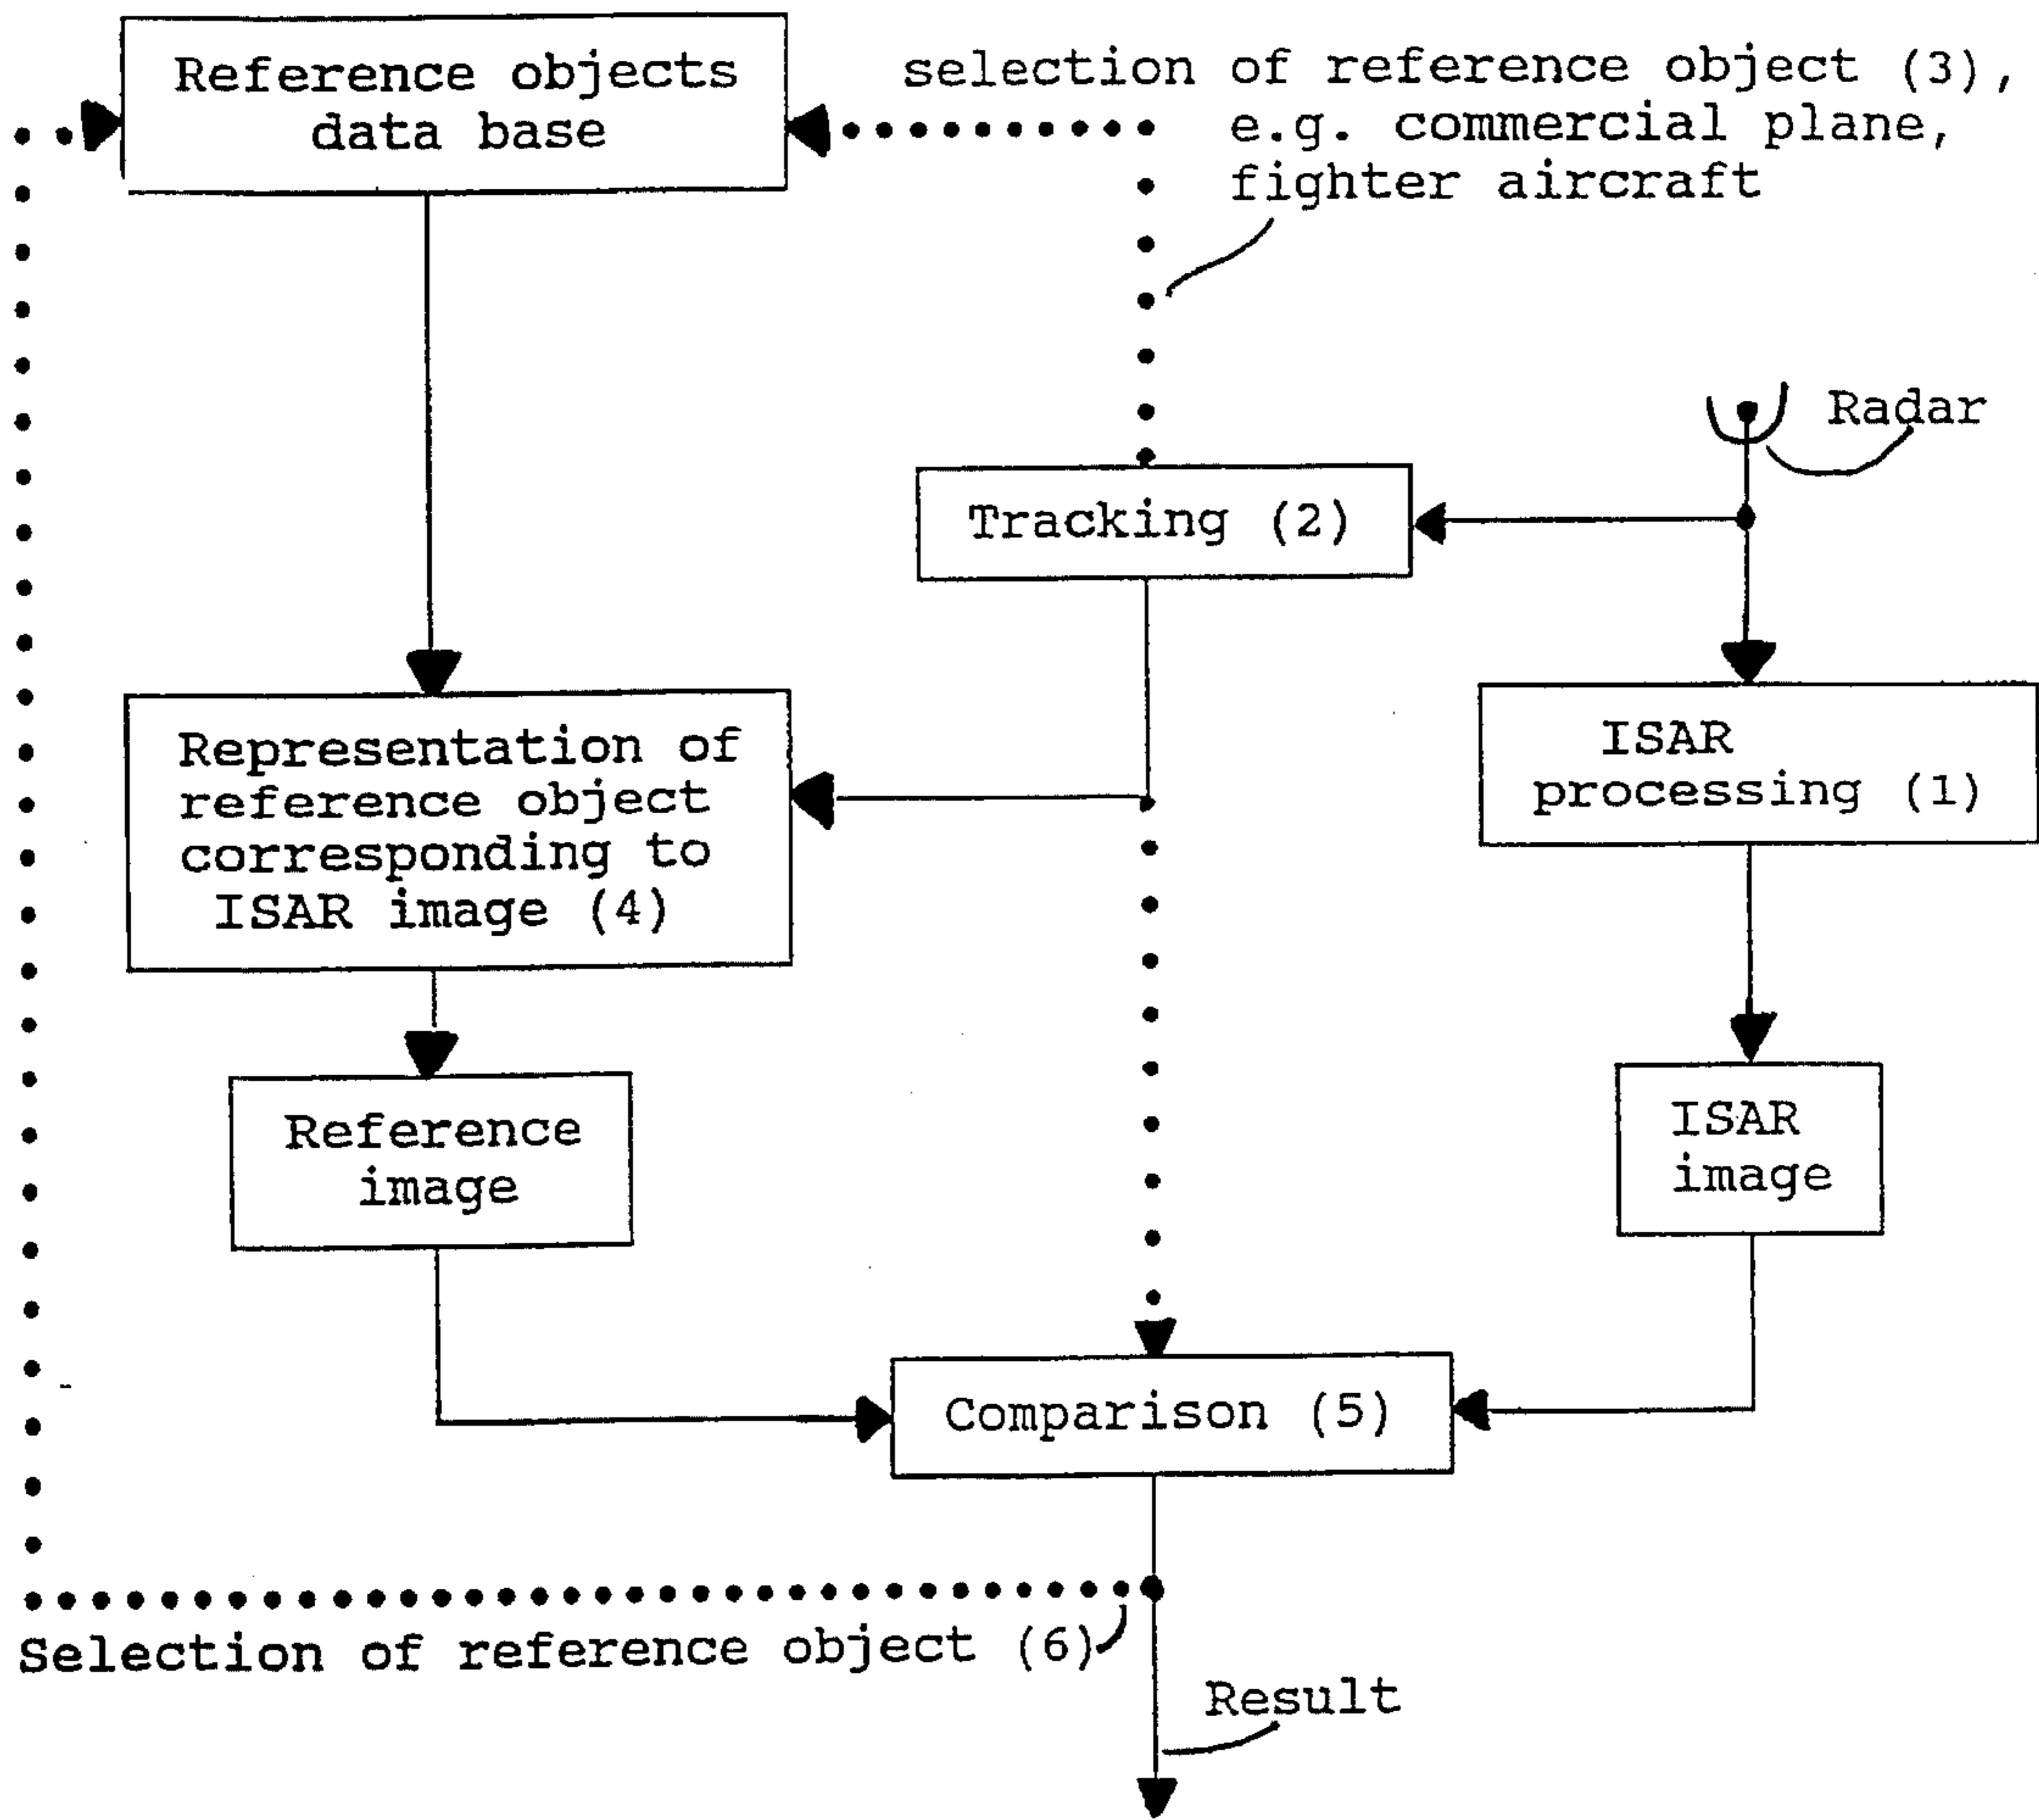 Reference objects
data base
selection of reference object (3),
e.g. commercial plane,
fighter aircraft
Radar
Tracking (2)
Representation of
reference object
corresponding to
ISAR image (4)
ISAR
processing (1)
Reference
image
ISAR
image
Comparison (5)
Selection of reference object (6)
Result